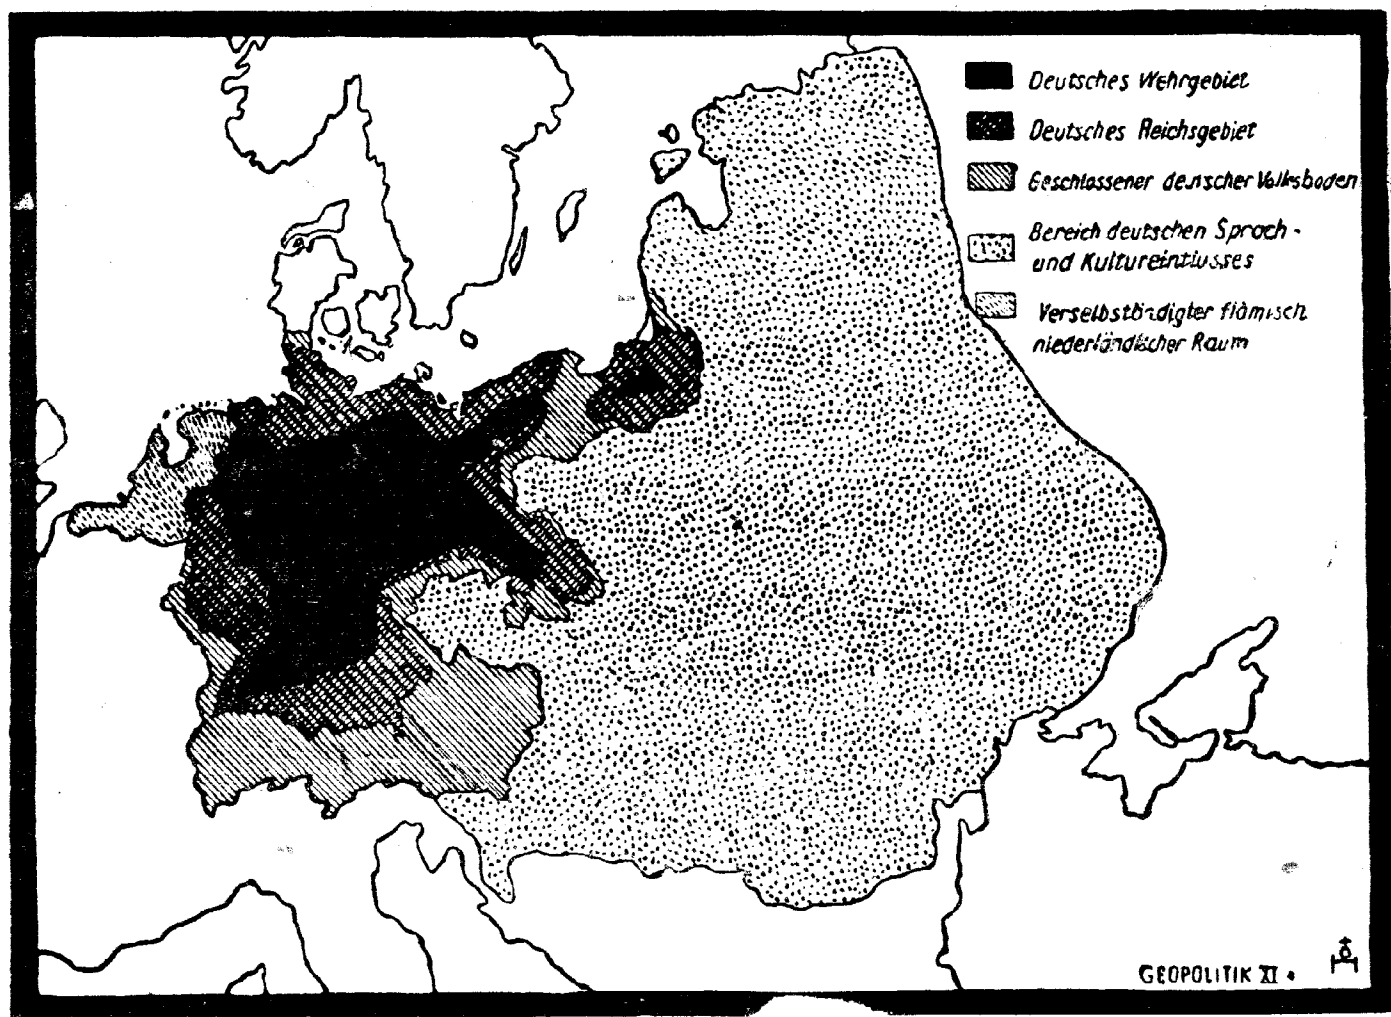 Deutsches Wehrgebiet
Deutsches Reichsgebiet
Geschlossener deutscher Volksboden
Bereich deutschen Sprach-
und Kultureinflusses
Verselbständigter flämisch
niederländischer Raum
GEOPOLITIK XI